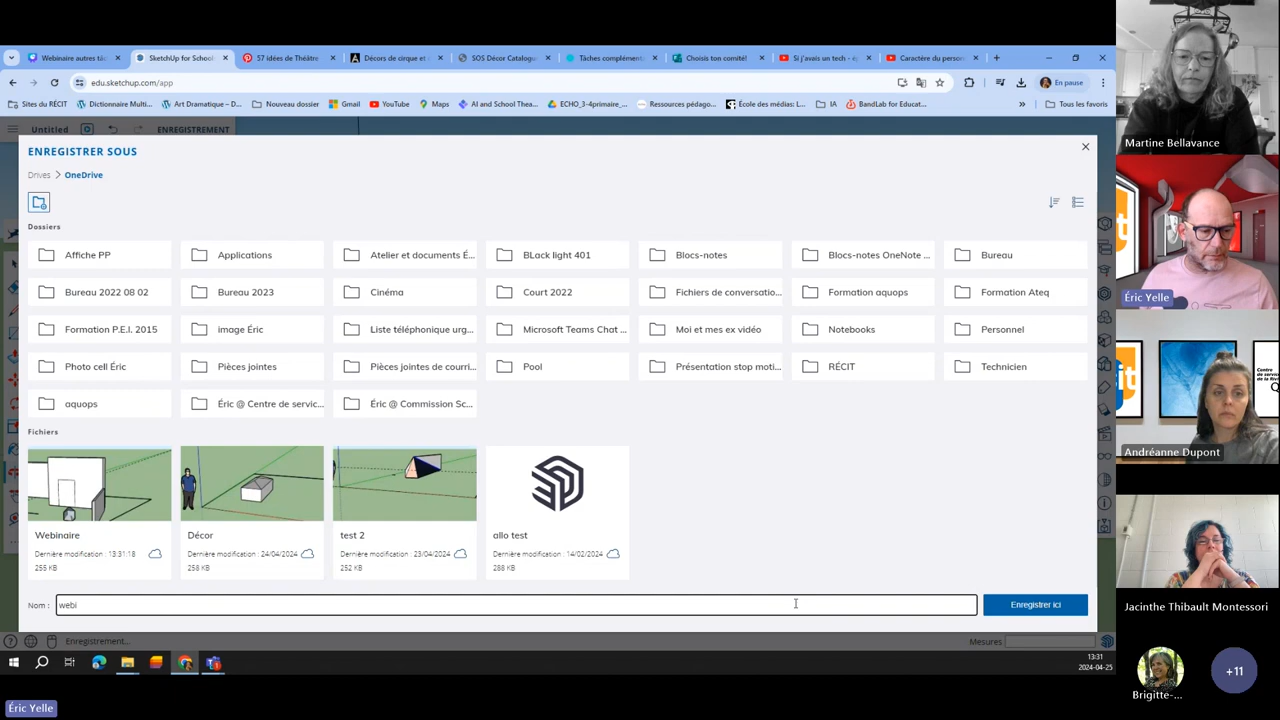 Webinaire autres tâc
SketchUp for School
57 idées de Théâtre
Décors de cirque et
SOS Décor Catalogu
Tâches complément
Choisis ton comité!
Si j'avais un tech - ép
Caractère du person
edu.sketchup.com/app
En pause
Sites du RÉCIT
Dictionnaire Multi...
Art Dramatique – D...
Nouveau dossier
Gmail
YouTube
Maps
AI and School Thea...
ECHO_3-4primaire_...
Ressources pédago...
École des médias: L...
IA
BandLab for Educat...
Tous les favoris
Untitled
ENREGISTREMENT
ENREGISTRER SOUS
Drives > OneDrive
Dossiers
Affiche PP
Applications
Atelier et documents É...
BLack light 401
Blocs-notes
Blocs-notes OneNote ...
Bureau
Bureau 2022 08 02
Bureau 2023
Cinéma
Court 2022
Fichiers de conversatio...
Formation aquops
Formation Ateq
Formation P.E.I. 2015
image Éric
Liste téléphonique urg...
Microsoft Teams Chat ...
Moi et mes ex vidéo
Notebooks
Personnel
Photo cell Éric
Pièces jointes
Pièces jointes de courri...
Pool
Présentation stop moti...
RÉCIT
Technicien
aquops
Éric @ Centre de servic...
Éric @ Commission Sc...
Fichiers
Webinaire
Dernière modification : 13:31:18
255 KB
Décor
Dernière modification : 24/04/2024
258 KB
test 2
Dernière modification : 23/04/2024
252 KB
allo test
Dernière modification : 14/02/2024
288 KB
Nom :
webi
Enregistrer ici
Enregistrement...
Mesures
13:31
2024-04-25
Éric Yelle
Martine Bellavance
Éric Yelle
Centre
de service
de la Ri
Andréanne Dupont
Jacinthe Thibault Montessori
Brigitte-...
+11